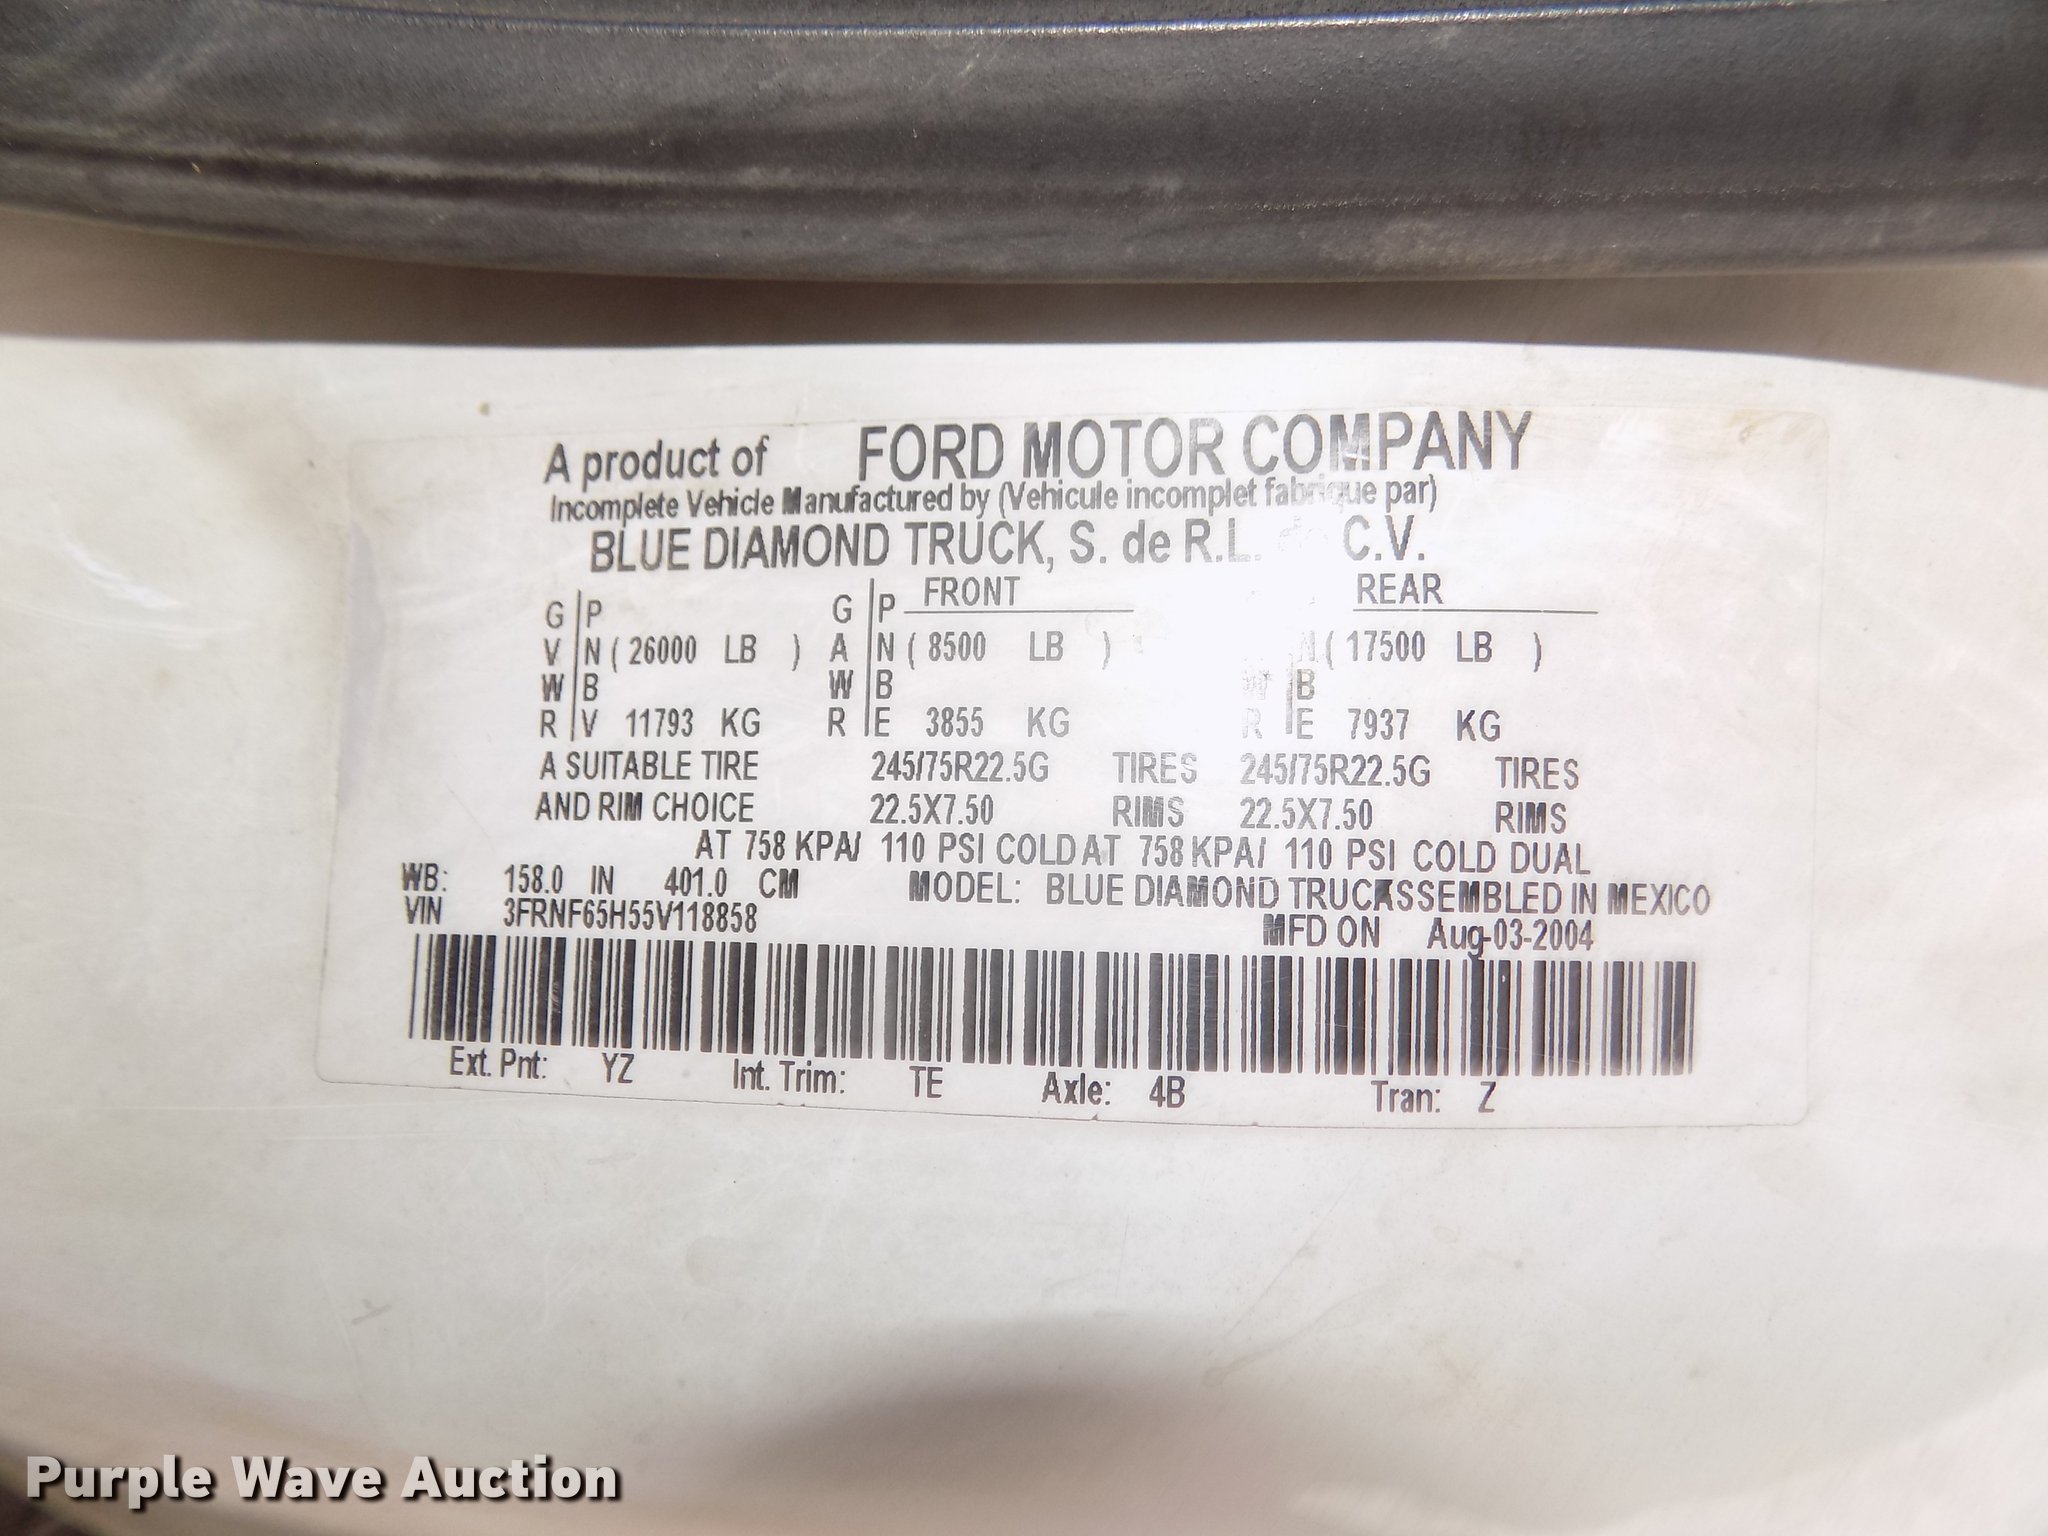 A product of FORD MOTOR COMPANY
Incomplete Vehicle Manufactured by (Vehicule incomplet fabrique par)
BLUE DIAMOND TRUCK, S. de R.L. de C.V.
G P G P FRONT REAR
V N ( 26000 LB ) A N ( 8500 LB ) N ( 17500 LB )
W B W B W B
R V 11793 KG R E 3855 KG R E 7937 KG
A SUITABLE TIRE 245/75R22.5G TIRES 245/75R22.5G TIRES
AND RIM CHOICE 22.5X7.50 RIMS 22.5X7.50 RIMS
AT 758 KPA/ 110 PSI COLD AT 758 KPA/ 110 PSI COLD DUAL
WB: 158.0 IN 401.0 CM MODEL: BLUE DIAMOND TRUCKASSEMBLED IN MEXICO
VIN 3FRNF65H55V118858 MFD ON Aug-03-2004
Ext. Pnt: YZ Int. Trim: TE Axle: 4B Tran: Z
Purple Wave Auction